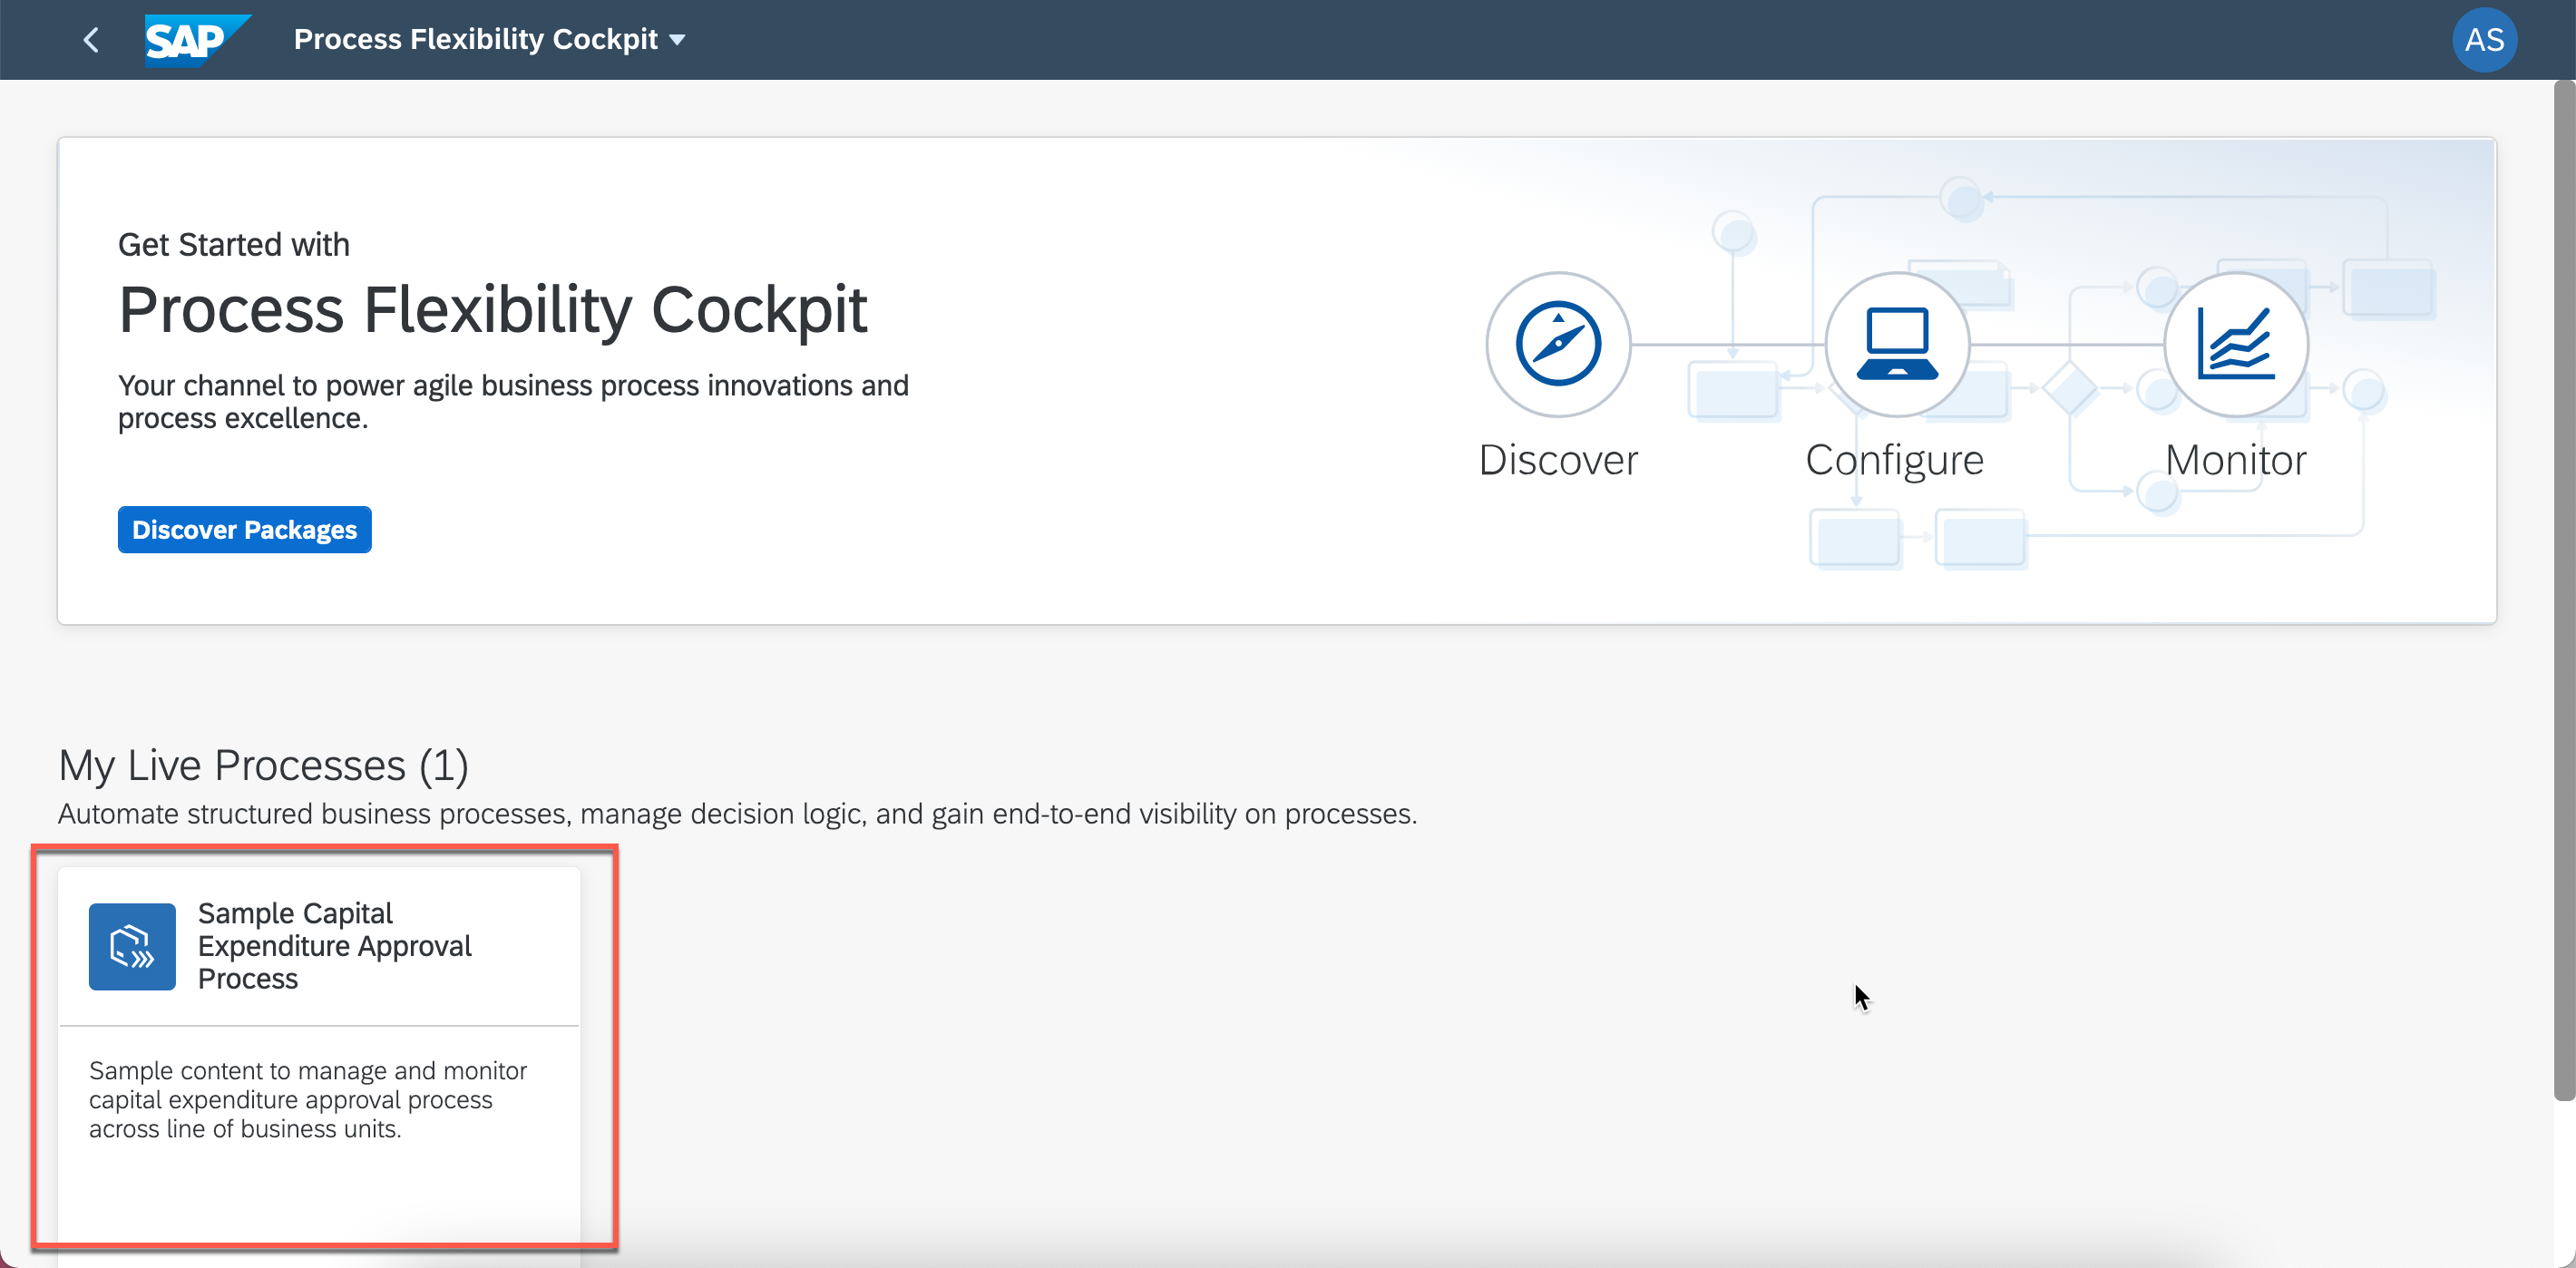 SAP
Process Flexibility Cockpit
AS
Get Started with
Process Flexibility Cockpit
Your channel to power agile business process innovations and
process excellence.
Discover Packages
Discover
Configure
Monitor
My Live Processes (1)
Automate structured business processes, manage decision logic, and gain end-to-end visibility on processes.
Sample Capital
Expenditure Approval
Process
Sample content to manage and monitor
capital expenditure approval process
across line of business units.